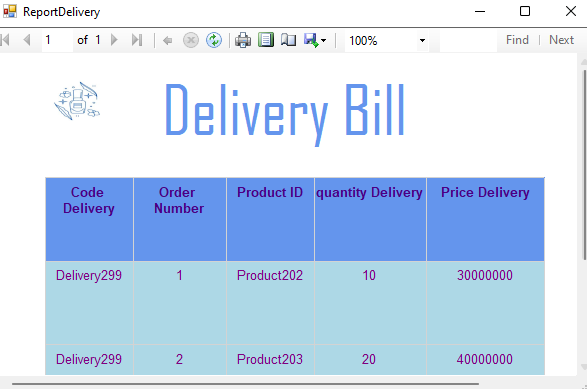 ReportDelivery
1 of 1 100% Find | Next
Delivery Bill
Code Delivery Order Number Product ID quantity Delivery Price Delivery
Delivery299 1 Product202 10 30000000
Delivery299 2 Product203 20 40000000